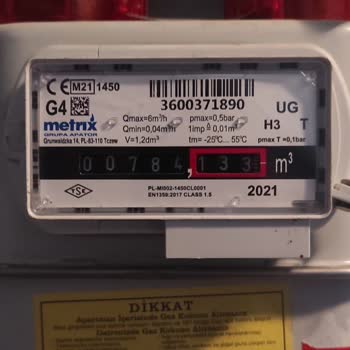 CE M21 1450
G4
metrix
GRUPA APATOR
Grunwaldzka 14, PL-83-110 Tczew
Qmax=6m³/h pmax=0,5bar
Qmin=0,04m³/h 1imp ≙ 0,01m³
V=1,2dm³ tm= -25°C... 55°C
3600371890
UG
H3 T
pmax T=0,1bar
00784,133 m³
TSE
PL-MI002-1450CL0001
EN1359:2017 CLASS 1.5
2021
DİKKAT